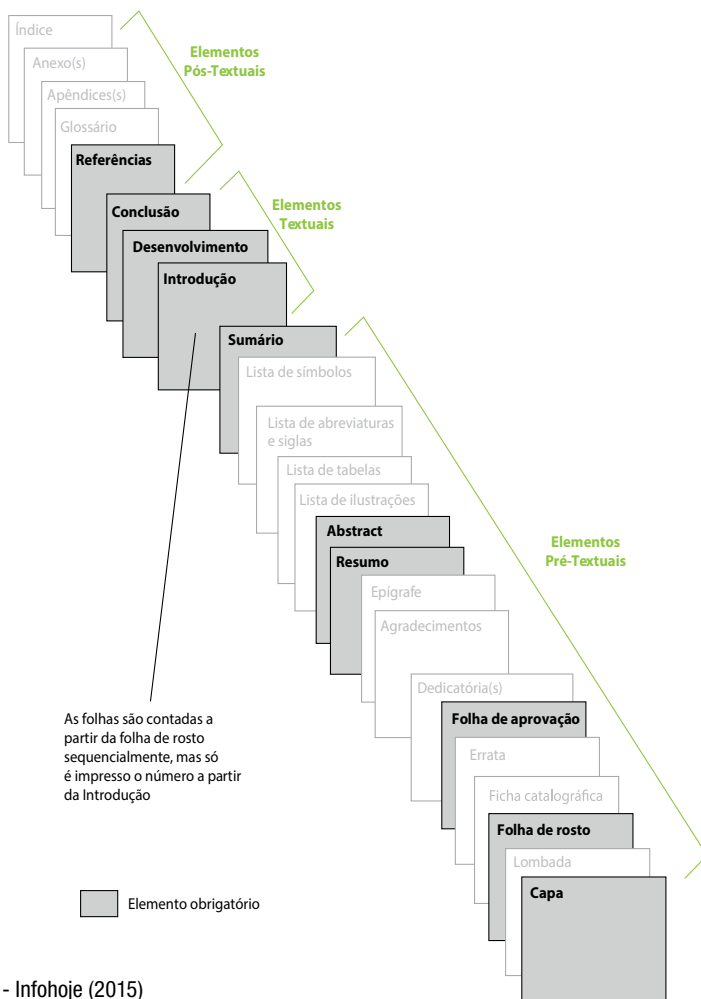 Índice
Anexo(s)
Elementos
Pós-Textuais
Apêndices(s)
Glossário
Referências
Conclusão
Elementos
Textuais
Desenvolvimento
Introdução
Sumário
Lista de símbolos
Lista de abreviaturas
e siglas
Lista de tabelas
Lista de ilustrações
Abstract
Elementos
Pré-Textuais
Resumo
Epígrafe
Agradecimentos
Dedicatória(s)
As folhas são contadas a
partir da folha de rosto
sequencialmente, mas só
é impresso o número a partir
da Introdução
Folha de aprovação
Errata
Ficha catalográfica
Folha de rosto
Lombada
Capa
Elemento obrigatório
- Infohoje (2015)